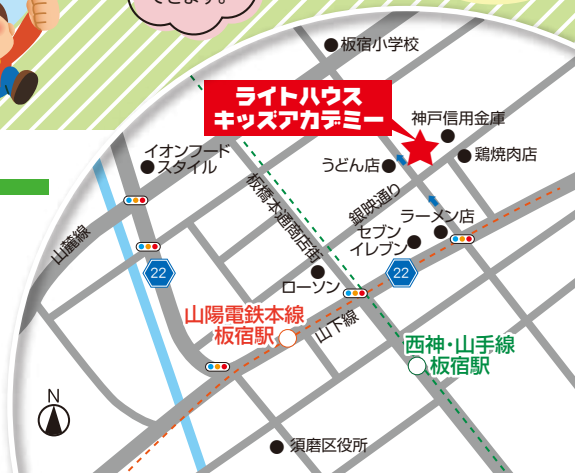 できます。
板宿小学校
ライトハウス
キッズアカデミー
神戸信用金庫
鶏焼肉店
うどん店
イオンフード
スタイル
板橋本通商店街
銀映通り
ラーメン店
セブン
イレブン
山麓線
22
22
ローソン
山陽電鉄本線
板宿駅
山下線
西神・山手線
板宿駅
N
須磨区役所